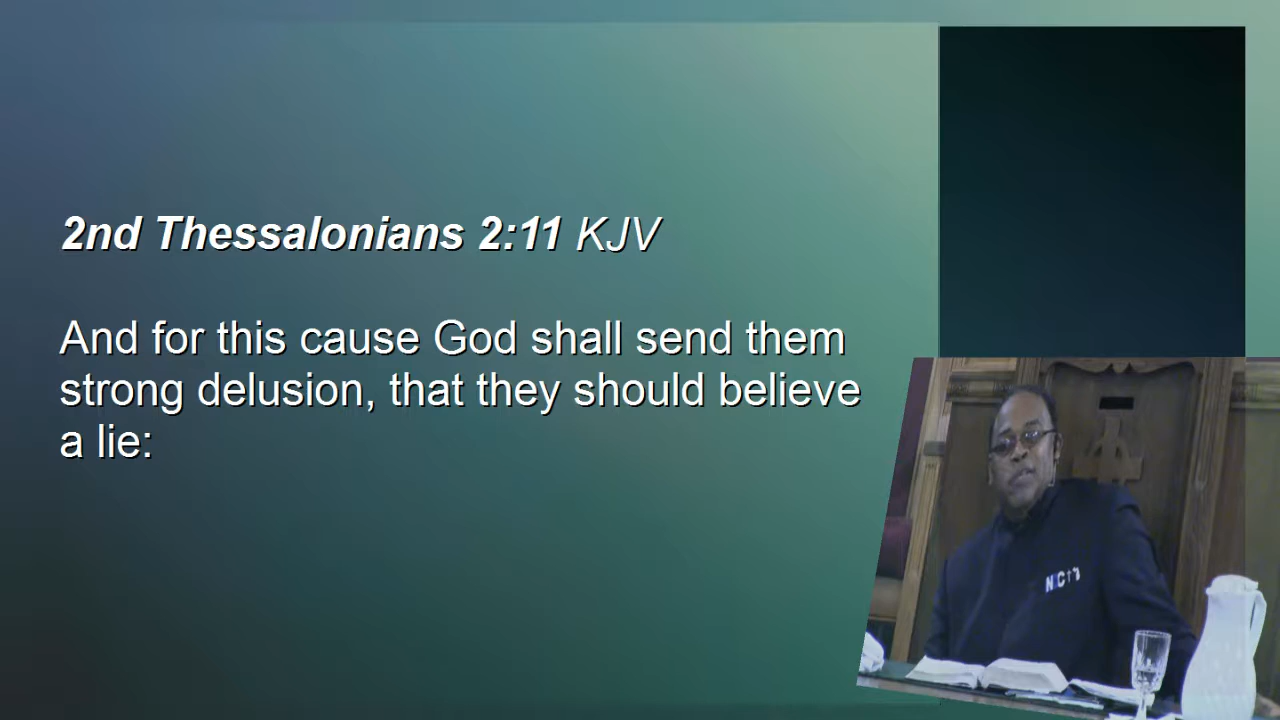 2nd Thessalonians 2:11 KJV
And for this cause God shall send them
strong delusion, that they should believe
a lie: